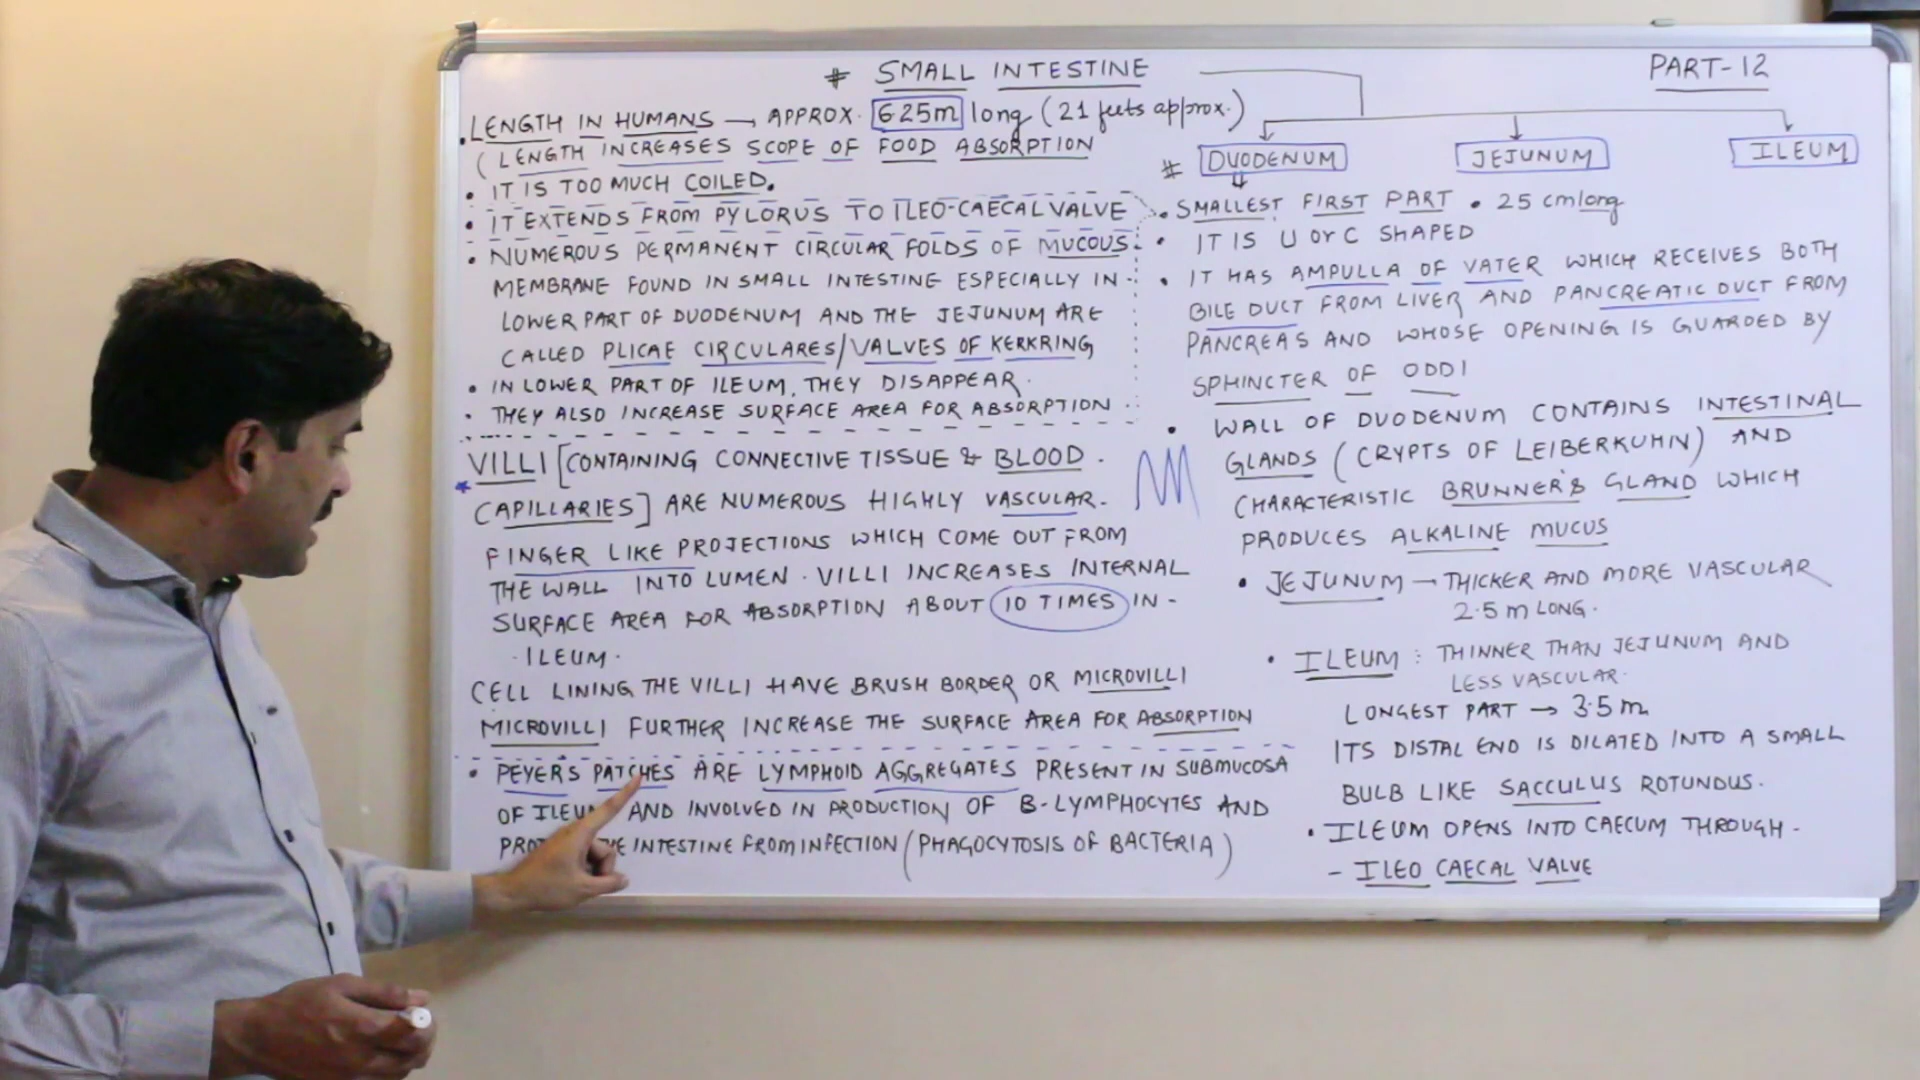 # SMALL INTESTINE
PART-12
• LENGTH IN HUMANS → APPROX. 6.25m long (21 feets approx.)
( LENGTH INCREASES SCOPE OF FOOD ABSORPTION
• IT IS TOO MUCH COILED.
• IT EXTENDS FROM PYLORUS TO ILEO-CAECAL VALVE
• NUMEROUS PERMANENT CIRCULAR FOLDS OF MUCOUS
MEMBRANE FOUND IN SMALL INTESTING ESPECIALLY IN
LOWER PART OF DUODENUM AND THE JEJUNUM ARE
CALLED PLICAE CIRCULARES/VALVES OF KERKRING
• IN LOWER PART OF ILEUM, THEY DISAPPEAR.
• THEY ALSO INCREASE SURFACE AREA FOR ABSORPTION
VILLI [CONTAINING CONNECTIVE TISSUE & BLOOD
CAPILLARIES] ARE NUMEROUS HIGHLY VASCULAR
FINGER LIKE PROJECTIONS WHICH COME OUT FROM
THE WALL INTO LUMEN. VILLI INCREASES INTERNAL
SURFACE AREA FOR ABSORPTION ABOUT 10 TIMES IN -
ILEUM.
CELL LINING THE VILLI HAVE BRUSH BORDER OR MICROVILLI
MICROVILLI FURTHER INCREASE THE SURFACE AREA FOR ABSORPTION
• PEYER'S PATCHES ARE LYMPHOID AGGREGATES PRESENT IN SUBMUCOSA
OF AND INVOLVED IN PRODUCTION OF B-LYMPHOCYTES AND
INTESTINE FROM INFECTION (PHAGOCYTOSIS OF BACTERIA)
# DUODENUM JEJUNUM ILEUM
• SMALLEST FIRST PART • 25 cm long
• IT IS U or C SHAPED
• IT HAS AMPULLA OF VATER WHICH RECEIVES BOTH
BILE DUCT FROM LIVER AND PANCREATIC DUCT FROM
PANCREAS AND WHOSE OPENING IS GUARDED BY
SPHINCTER OF ODDI
• WALL OF DUODENUM CONTAINS INTESTINAL
GLANDS (CRYPTS OF LEIBERKUHN) AND
CHARACTERISTIC BRUNNER'S GLAND WHICH
PRODUCES ALKALINE MUCUS
• JEJUNUM → THICKER AND MORE VASCULAR
2.5 m LONG.
• ILEUM : THINNER THAN JEJUNUM AND
LESS VASCULAR.
LONGEST PART → 3.5 m
ITS DISTAL END IS DILATED INTO A SMALL
BULB LIKE SACCULUS ROTUNDUS.
• ILEUM OPENS INTO CAECUM THROUGH -
- ILEO CAECAL VALVE